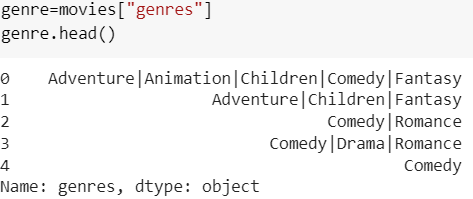 genre=movies["genres"]
genre.head()
0 Adventure|Animation|Children|Comedy|Fantasy
1 Adventure|Children|Fantasy
2 Comedy|Romance
3 Comedy|Drama|Romance
4 Comedy
Name: genres, dtype: object